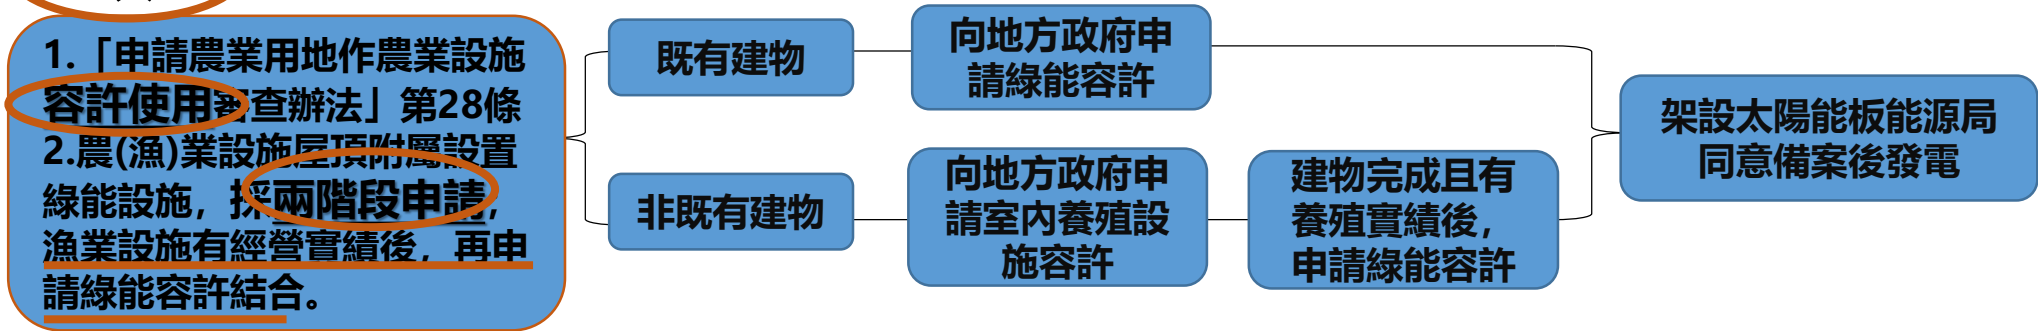 1.「申請農業用地作農業設施
容許使用審查辦法」第28條
2.農(漁)業設施屋頂附屬設置
綠能設施，採兩階段申請，
漁業設施有經營實績後，再申
請綠能容許結合。
既有建物
向地方政府申
請綠能容許
非既有建物
向地方政府申
請室內養殖設
施容許
建物完成且有
養殖實績後，
申請綠能容許
架設太陽能板能源局
同意備案後發電